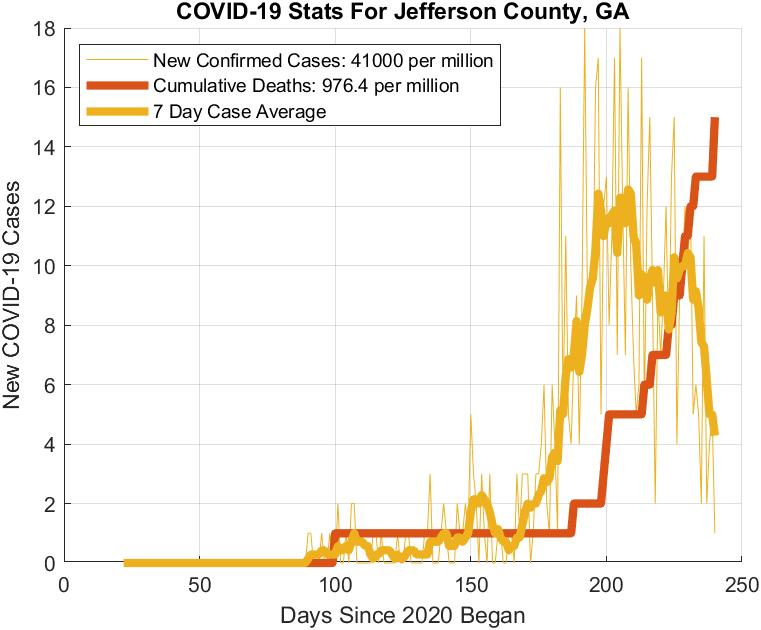 COVID-19 Stats For Jefferson County, GA
New Confirmed Cases: 41000 per million
Cumulative Deaths: 976.4 per million
7 Day Case Average
New COVID-19 Cases
18
16
14
12
10
8
6
4
2
0
0 50 100 150 200 250
Days Since 2020 Began